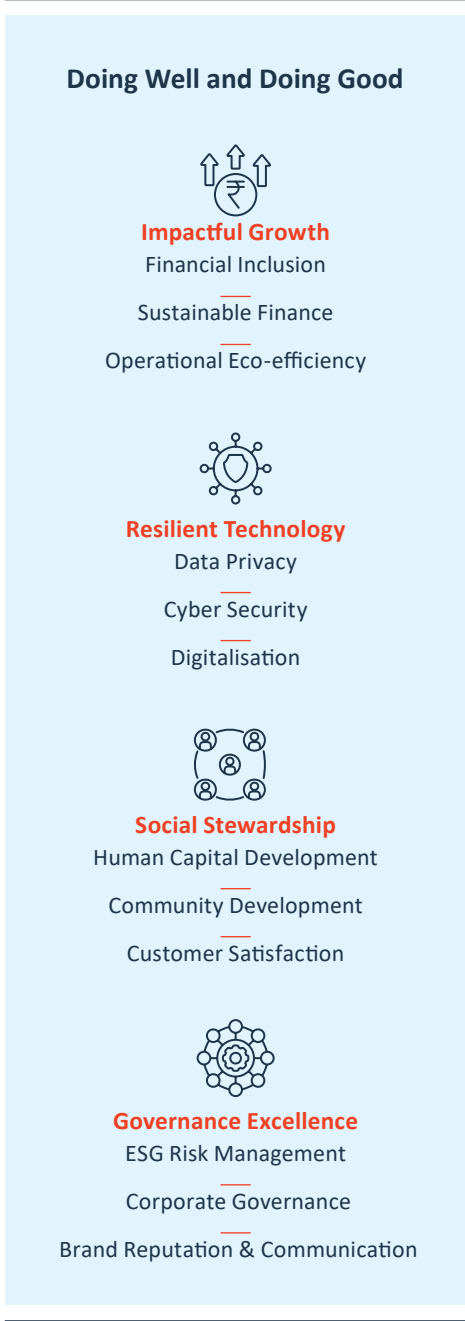 Doing Well and Doing Good
₹
Impactful Growth
Financial Inclusion
Sustainable Finance
Operational Eco-efficiency
Resilient Technology
Data Privacy
Cyber Security
Digitalisation
Social Stewardship
Human Capital Development
Community Development
Customer Satisfaction
Governance Excellence
ESG Risk Management
Corporate Governance
Brand Reputation & Communication